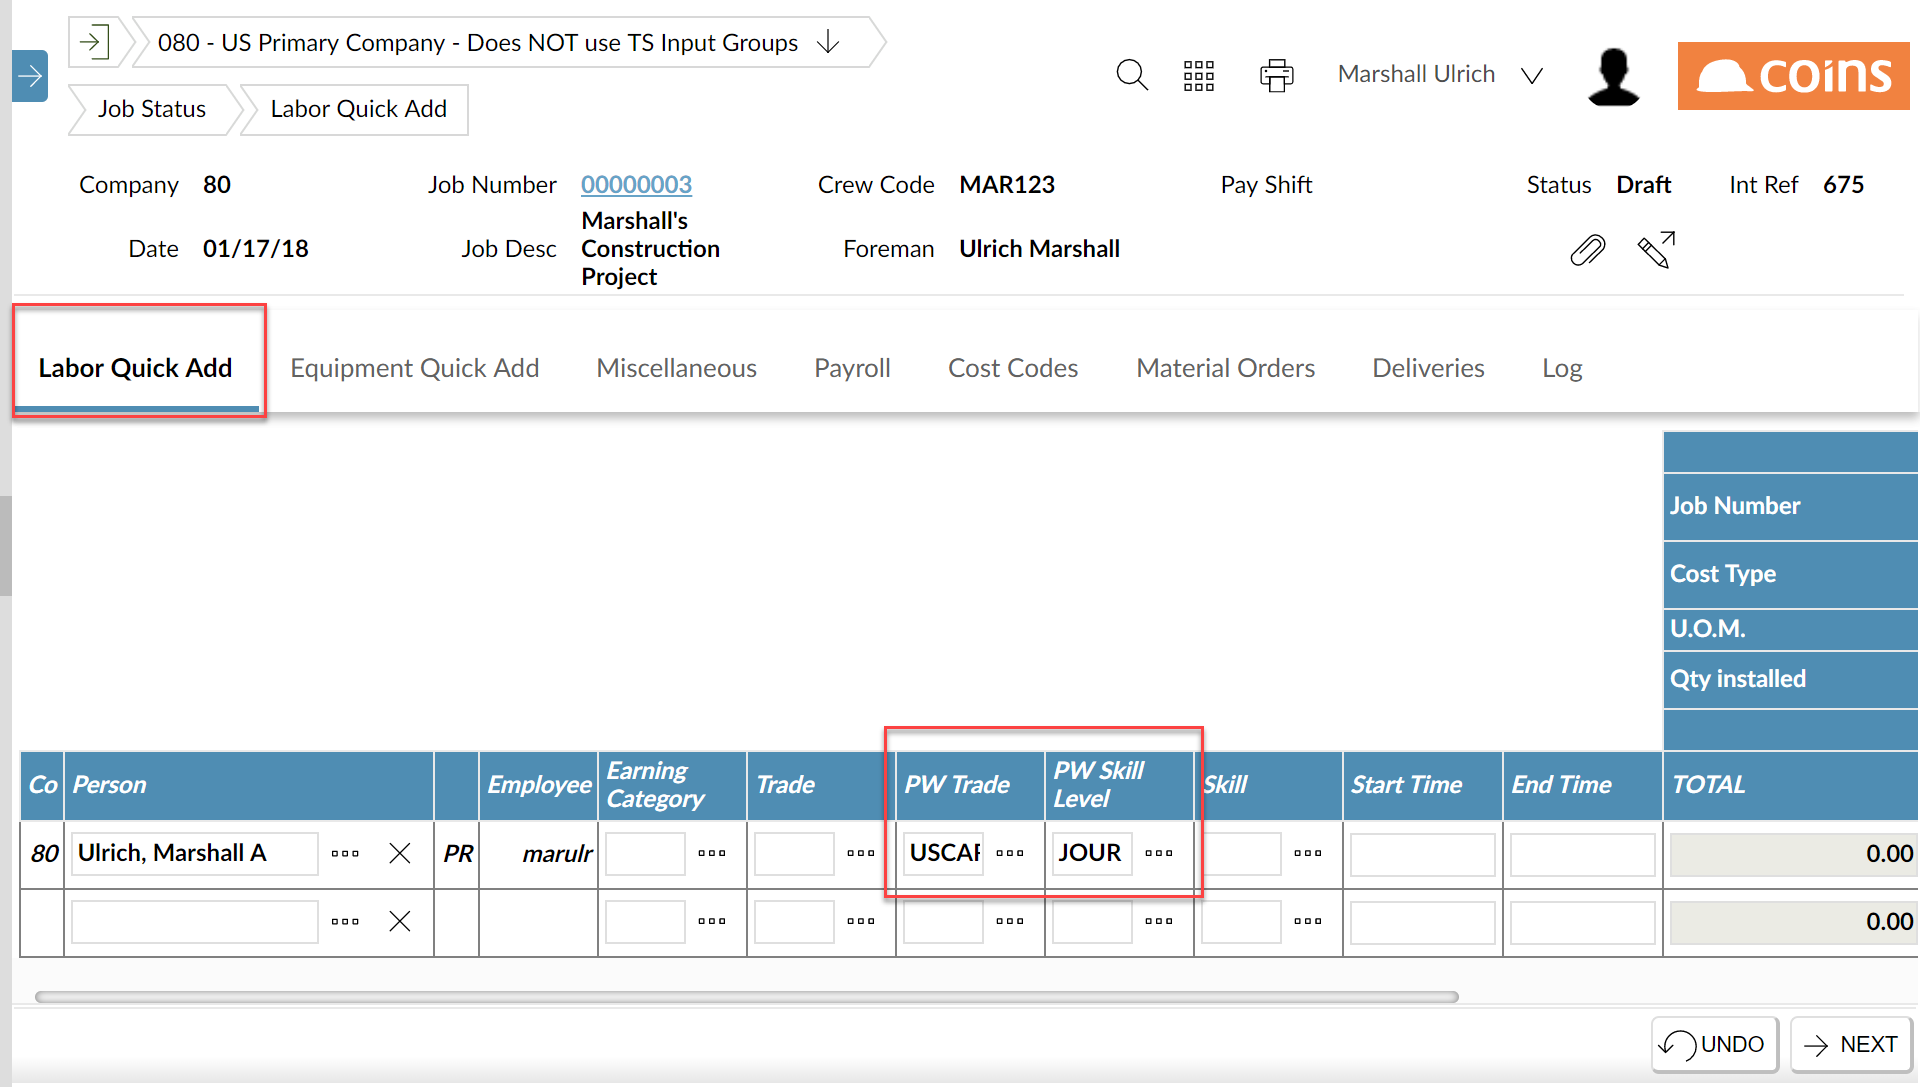 080 - US Primary Company - Does NOT use TS Input Groups
Marshall Ulrich
coins
Job Status
Labor Quick Add
Company 80
Job Number 00000003
Crew Code MAR123
Pay Shift
Status Draft
Int Ref 675
Date 01/17/18
Job Desc Marshall's
Construction
Project
Foreman Ulrich Marshall
Labor Quick Add
Equipment Quick Add
Miscellaneous
Payroll
Cost Codes
Material Orders
Deliveries
Log
Job Number
Cost Type
U.O.M.
Qty installed
Co
Person
Employee
Earning
Category
Trade
PW Trade
PW Skill
Level
Skill
Start Time
End Time
TOTAL
80
Ulrich, Marshall A
PR
marulr
JOUR
0.00
0.00
UNDO
NEXT